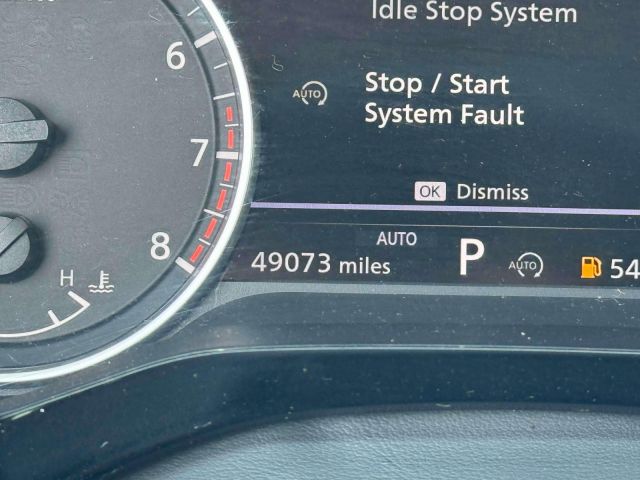 Idle Stop System
6
AUTO Stop / Start
System Fault
7
OK Dismiss
8
AUTO
49073 miles P AUTO 54
H